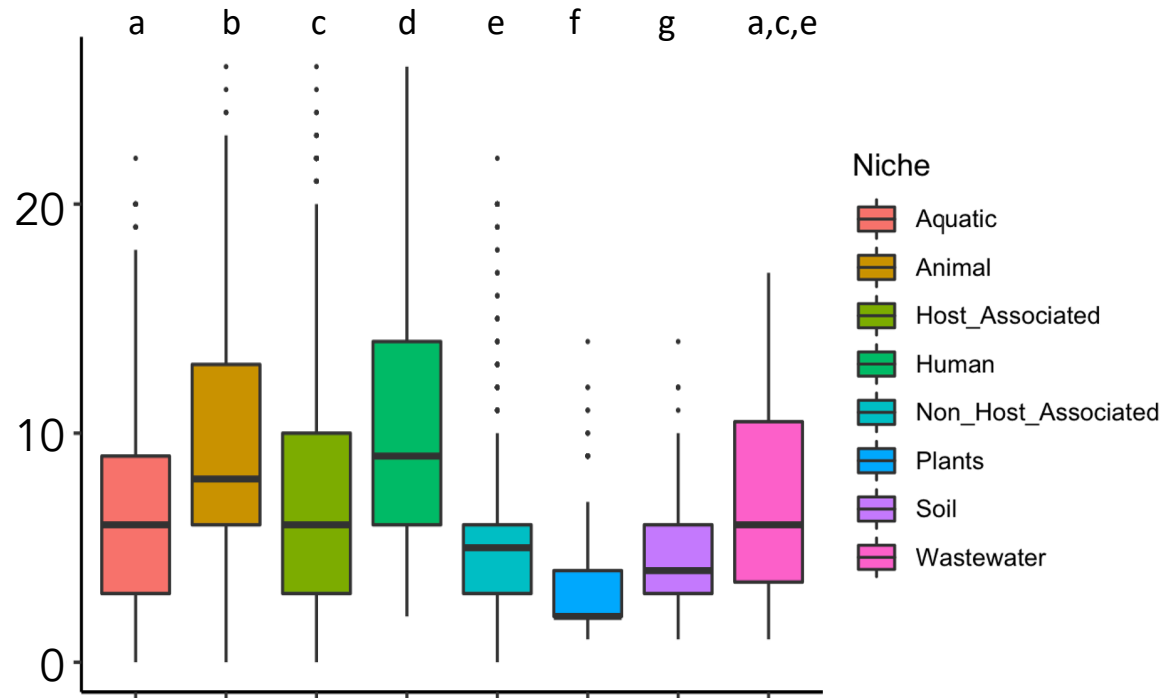 a b c d e f g a,c,e
20
10
0
Niche
Aquatic
Animal
Host_Associated
Human
Non_Host_Associated
Plants
Soil
Wastewater